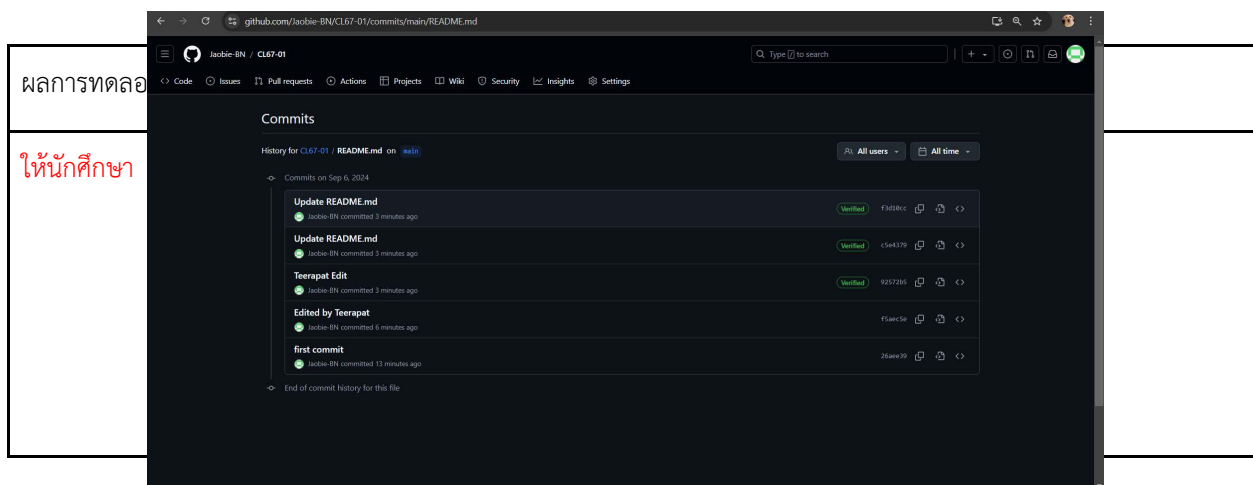 github.com/Jaobie-BN/CL67-01/commits/main/README.md
Jaobie-BN / CL67-01
Type / to search
Code Issues Pull requests Actions Projects Wiki Security Insights Settings
ผลการทดลอ
ให้นักศึกษา
Commits
History for CL67-01 / README.md on main
All users All time
Commits on Sep 6, 2024
Update README.md
Jaobie-BN committed 3 minutes ago
Verified f3d10cc
Update README.md
Jaobie-BN committed 3 minutes ago
Verified c5e4379
Teerapat Edit
Jaobie-BN committed 3 minutes ago
Verified 92572b5
Edited by Teerapat
Jaobie-BN committed 6 minutes ago
f5aec5e
first commit
Jaobie-BN committed 13 minutes ago
26aee39
End of commit history for this file